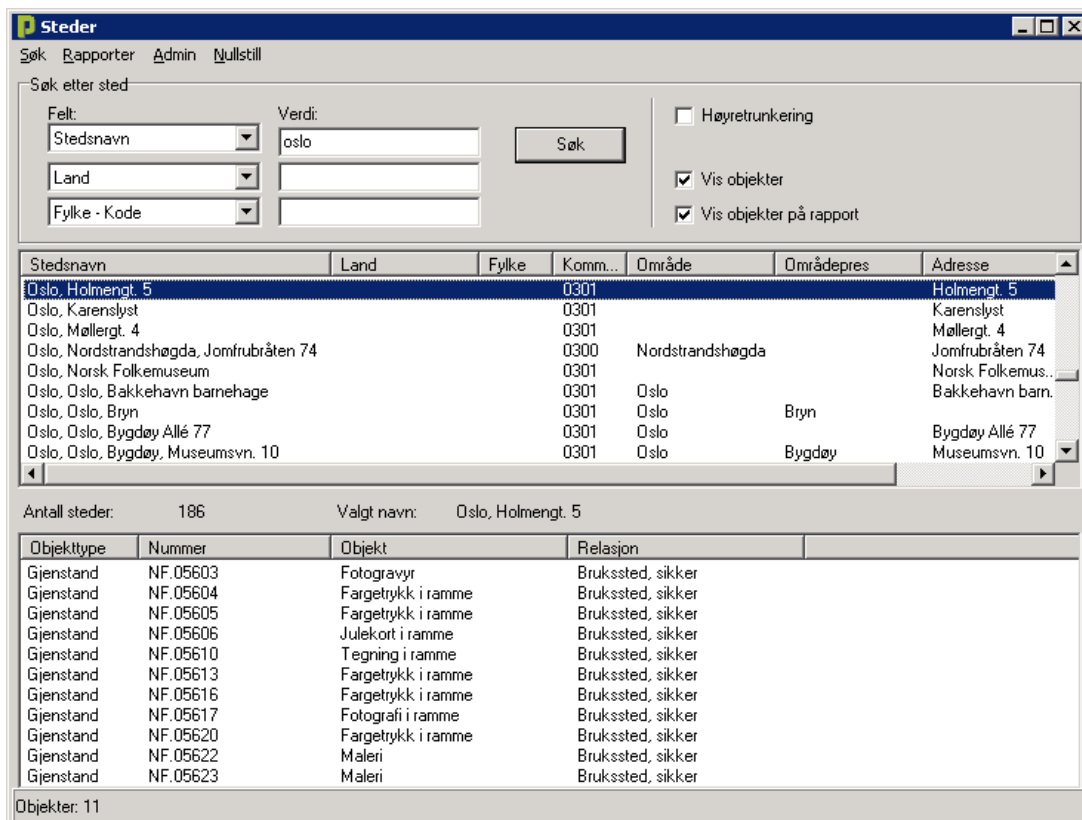 Steder
Søk Rapporter Admin Nullstill
Søk etter sted
Felt: Verdi:
Stedsnavn oslo Søk Høyretrunkering
Land Vis objekter
Fylke - Kode Vis objekter på rapport
Stedsnavn Land Fylke Komm... Område Områdepres Adresse
Oslo, Holmengt. 5 0301 Holmengt. 5
Oslo, Karenslyst 0301 Karenslyst
Oslo, Møllergt. 4 0301 Møllergt. 4
Oslo, Nordstrandshøgda, Jomfrubråten 74 0300 Nordstrandshøgda Jomfrubråten 74
Oslo, Norsk Folkemuseum 0301 Norsk Folkemus...
Oslo, Oslo, Bakkehavn barnehage 0301 Oslo Bakkehavn barn.
Oslo, Oslo, Bryn 0301 Oslo Bryn
Oslo, Oslo, Bygdøy Allé 77 0301 Oslo Bygdøy Allé 77
Oslo, Oslo, Bygdøy, Museumsvn. 10 0301 Oslo Bygdøy Museumsvn. 10
Antall steder: 186 Valgt navn: Oslo, Holmengt. 5
Objekttype Nummer Objekt Relasjon
Gjenstand NF.05603 Fotogravyr Brukssted, sikker
Gjenstand NF.05604 Fargetrykk i ramme Brukssted, sikker
Gjenstand NF.05605 Fargetrykk i ramme Brukssted, sikker
Gjenstand NF.05606 Julekort i ramme Brukssted, sikker
Gjenstand NF.05610 Tegning i ramme Brukssted, sikker
Gjenstand NF.05613 Fargetrykk i ramme Brukssted, sikker
Gjenstand NF.05616 Fargetrykk i ramme Brukssted, sikker
Gjenstand NF.05617 Fotografi i ramme Brukssted, sikker
Gjenstand NF.05620 Fargetrykk i ramme Brukssted, sikker
Gjenstand NF.05622 Maleri Brukssted, sikker
Gjenstand NF.05623 Maleri Brukssted, sikker
Objekter: 11